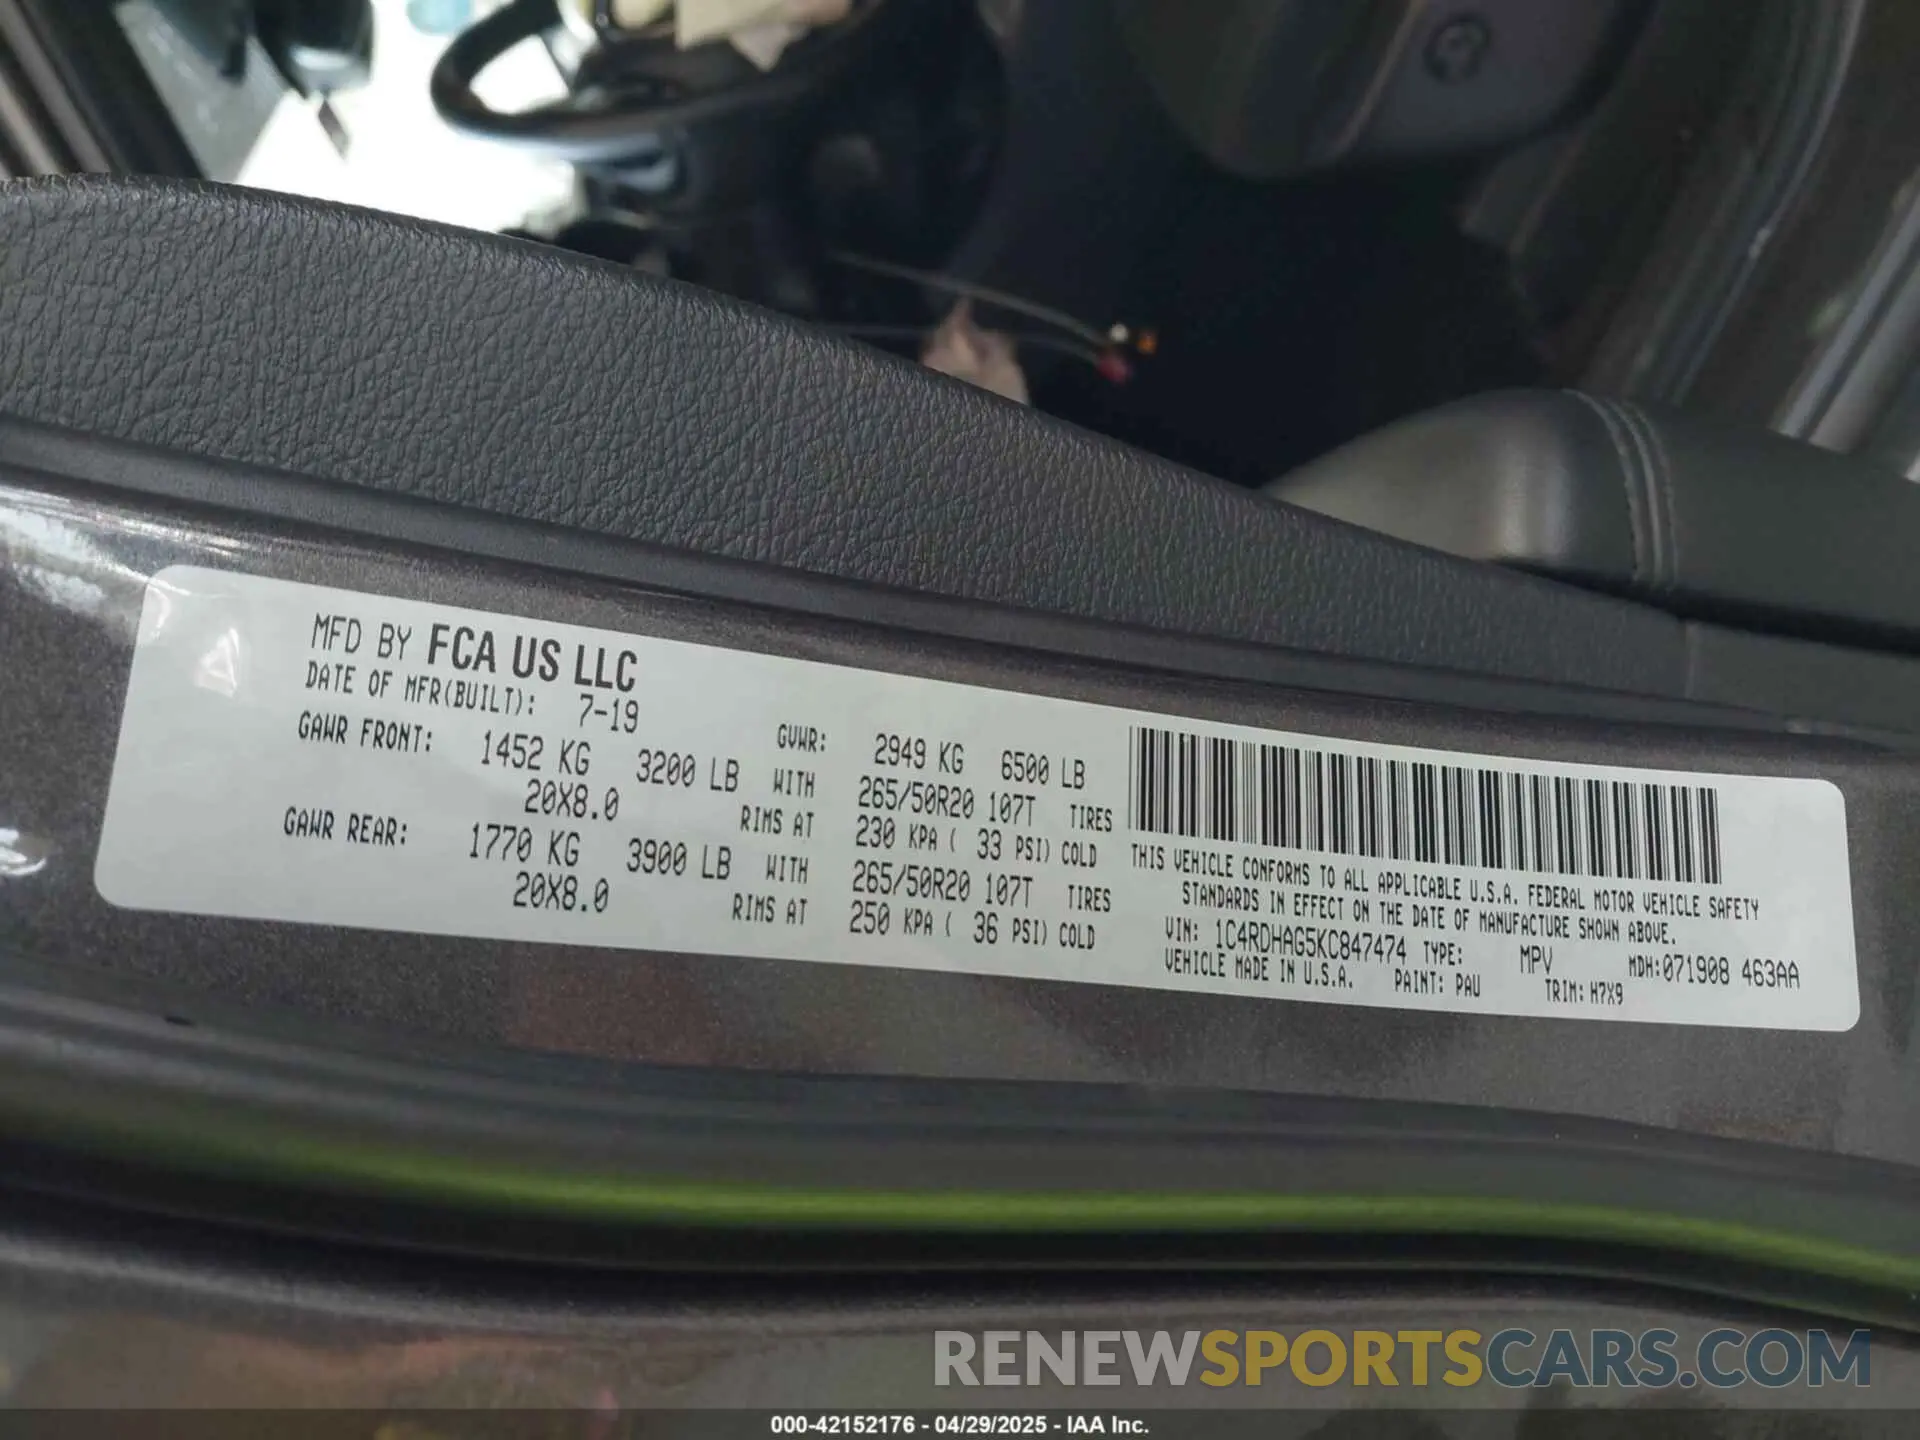 MFD BY FCA US LLC
DATE OF MFR(BUILT): 7-19
GVWR: 2949 KG 6500 LB
GAWR FRONT: 1452 KG 3200 LB WITH 265/50R20 107T TIRES
20X8.0 RIMS AT 230 KPA ( 33 PSI) COLD
GAWR REAR: 1770 KG 3900 LB WITH 265/50R20 107T TIRES
20X8.0 RIMS AT 250 KPA ( 36 PSI) COLD
THIS VEHICLE CONFORMS TO ALL APPLICABLE U.S.A. FEDERAL MOTOR VEHICLE SAFETY
STANDARDS IN EFFECT ON THE DATE OF MANUFACTURE SHOWN ABOVE.
VIN: 1C4RDHAG5KC847474 TYPE: MPV MDH:071908 463AA
VEHICLE MADE IN U.S.A. PAINT: PAU TRIM: H7X9
RENEWSPORTSCARS.COM
000-42152176 - 04/29/2025 - IAA Inc.